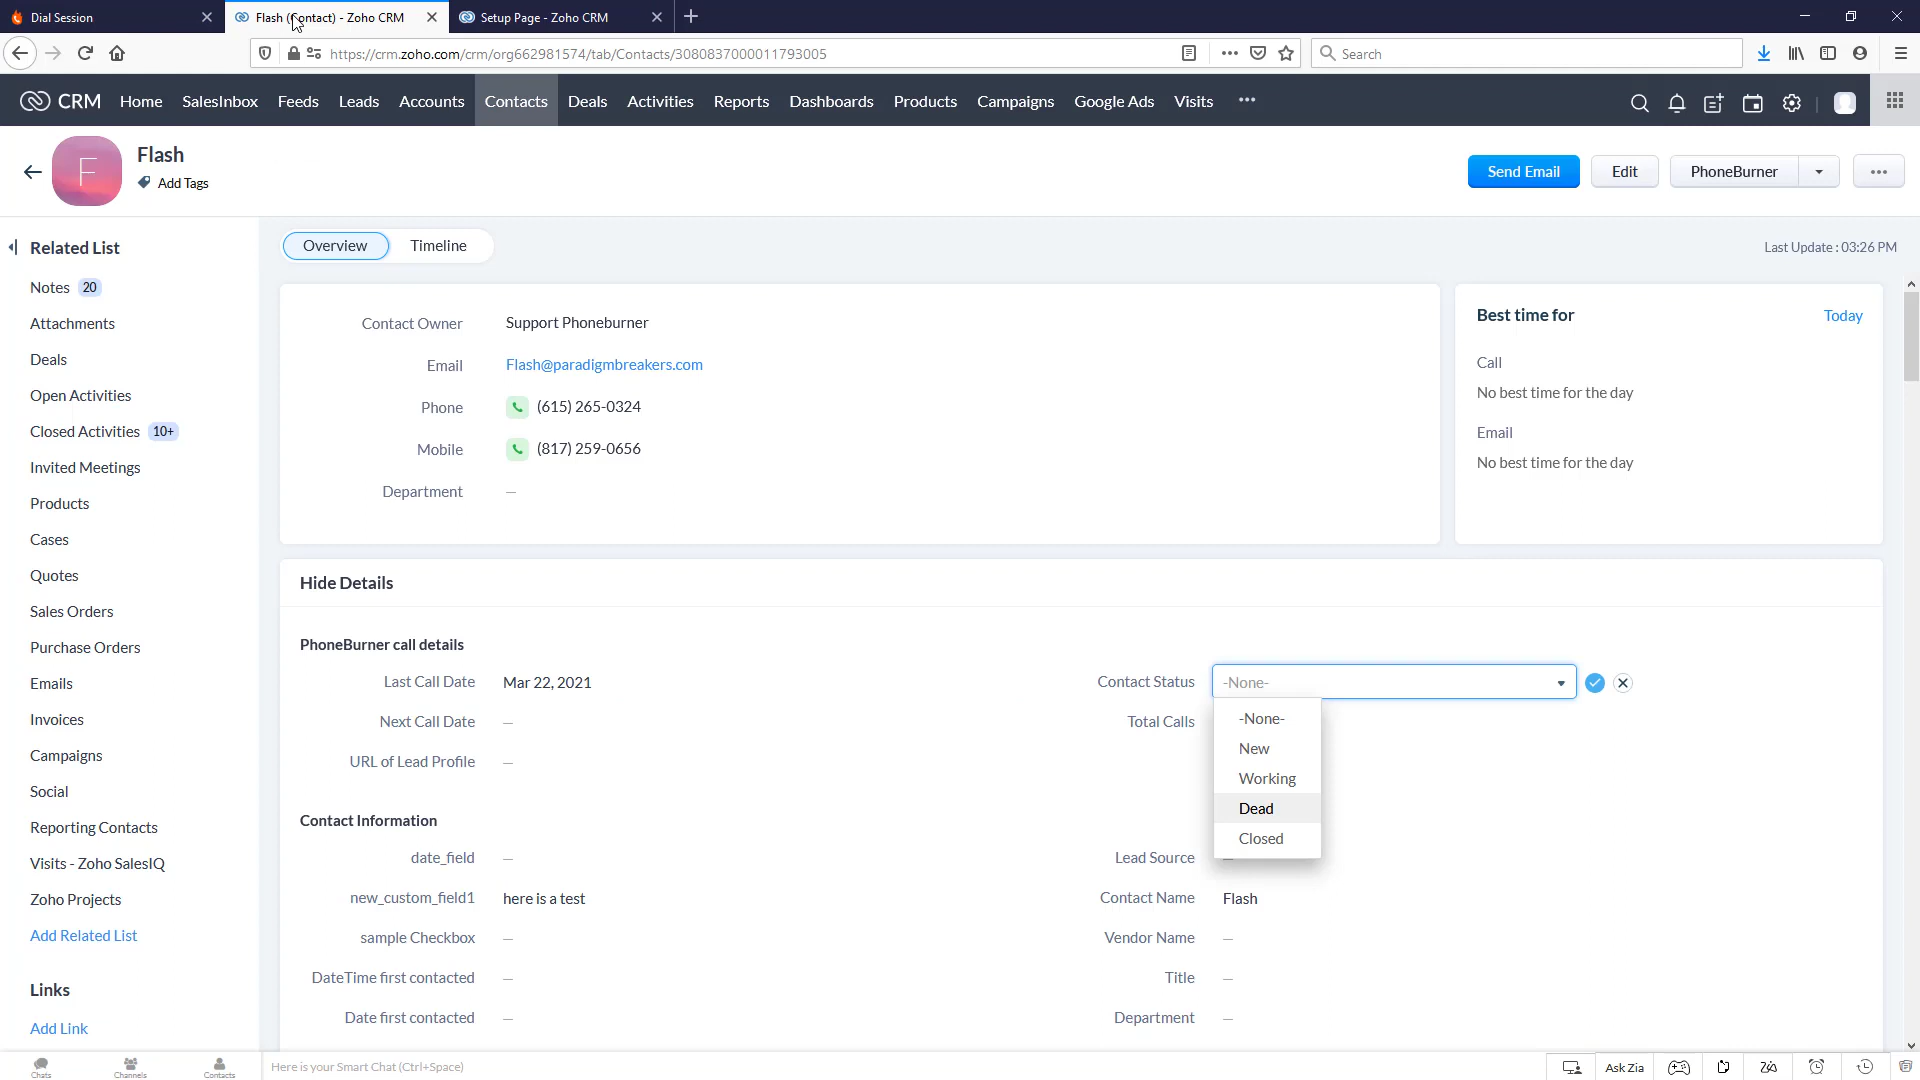 Dial Session
Flash (Contact) - Zoho CRM
Setup Page - Zoho CRM
https://crm.zoho.com/crm/org662981574/tab/Contacts/3080837000011793005
Search
CRM Home SalesInbox Feeds Leads Accounts Contacts Deals Activities Reports Dashboards Products Campaigns Google Ads Visits
F
Flash
Add Tags
Send Email Edit PhoneBurner
Related List
Notes 20
Attachments
Deals
Open Activities
Closed Activities 10+
Invited Meetings
Products
Cases
Quotes
Sales Orders
Purchase Orders
Emails
Invoices
Campaigns
Social
Reporting Contacts
Visits - Zoho SalesIQ
Zoho Projects
Add Related List
Links
Add Link
Overview Timeline
Last Update : 03:26 PM
Contact Owner Support Phoneburner
Email Flash@paradigmbreakers.com
Phone (615) 265-0324
Mobile (817) 259-0656
Department —
Best time for Today
Call
No best time for the day
Email
No best time for the day
Hide Details
PhoneBurner call details
Last Call Date Mar 22, 2021
Contact Status -None-
Next Call Date —
Total Calls
URL of Lead Profile —
-None-
New
Working
Dead
Closed
Contact Information
date_field —
Lead Source —
new_custom_field1 here is a test
Contact Name Flash
sample Checkbox —
Vendor Name —
DateTime first contacted —
Title —
Date first contacted —
Department —
Chats Channels Contacts
Here is your Smart Chat (Ctrl+Space)
Ask Zia